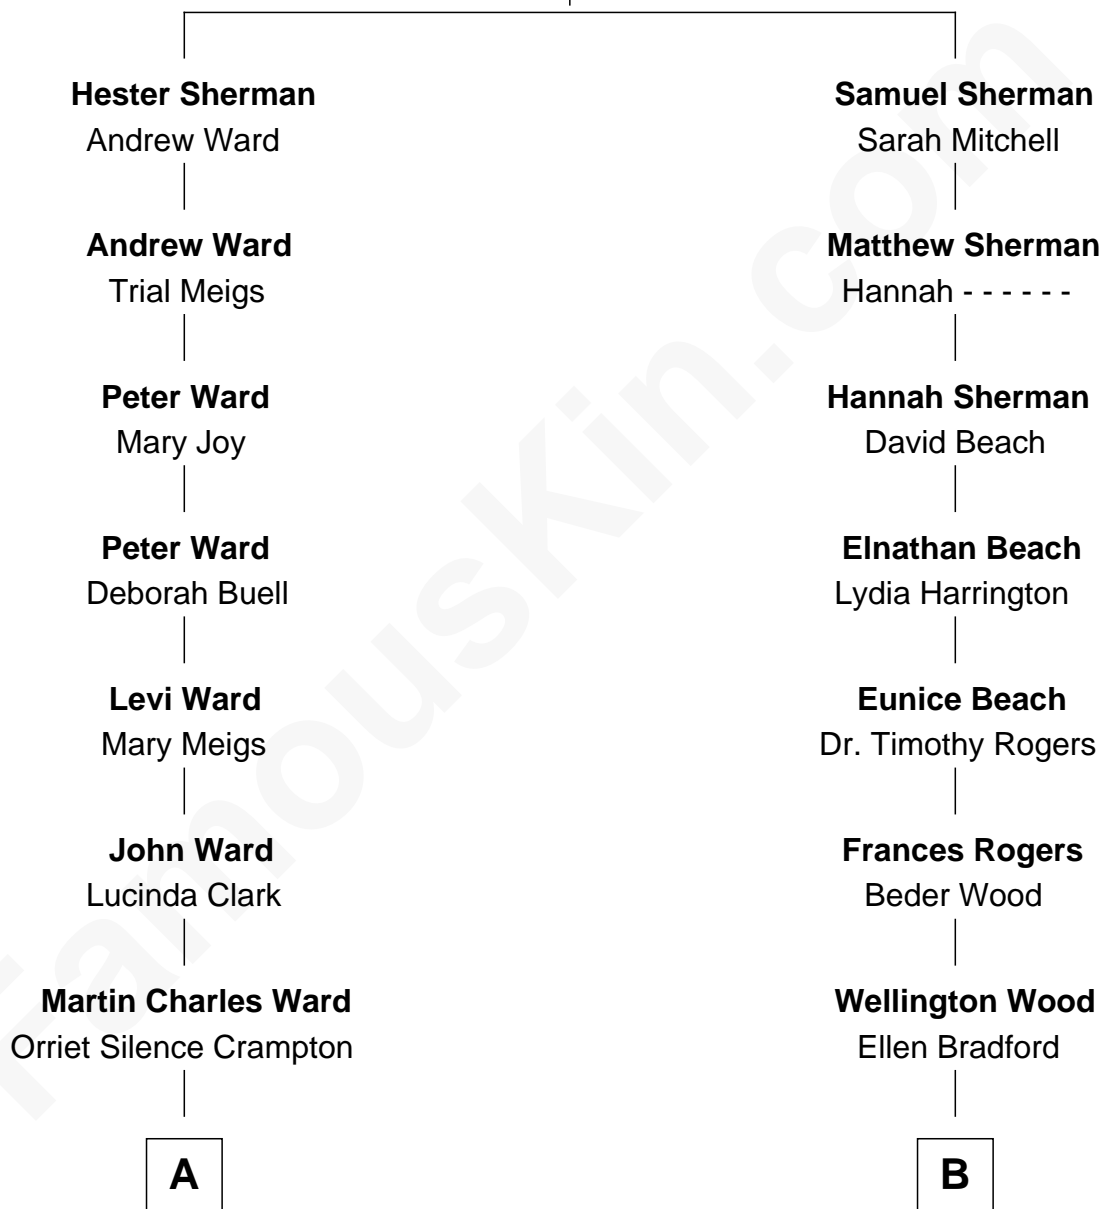 Hester Sherman
Andrew Ward
Andrew Ward
Trial Meigs
Peter Ward
Mary Joy
Peter Ward
Deborah Buell
Levi Ward
Mary Meigs
John Ward
Lucinda Clark
Martin Charles Ward
Orriet Silence Crampton
A
Samuel Sherman
Sarah Mitchell
Matthew Sherman
Hannah - - - - - -
Hannah Sherman
David Beach
Elnathan Beach
Lydia Harrington
Eunice Beach
Dr. Timothy Rogers
Frances Rogers
Beder Wood
Wellington Wood
Ellen Bradford
B
FamousKin.com